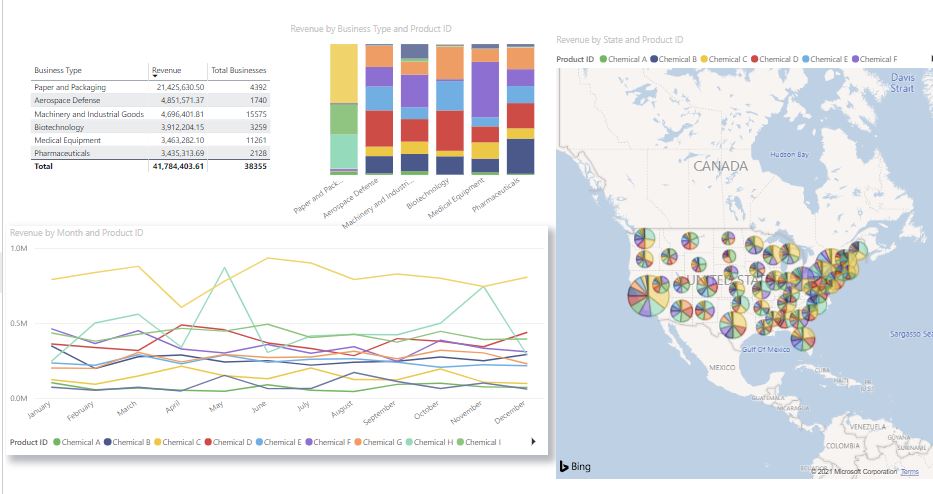 Revenue by Business Type and Product ID
Business Type Revenue Total Businesses
Paper and Packaging 21,425,630.50 4392
Aerospace Defense 4,851,571.37 1740
Machinery and Industrial Goods 4,696,401.81 15575
Biotechnology 3,912,204.15 3259
Medical Equipment 3,463,282.10 11261
Pharmaceuticals 3,435,313.69 2128
Total 41,784,403.61 38355
Paper and Pack...
Aerospace Defense
Machinery and Industri...
Biotechnology
Medical Equipment
Pharmaceuticals
Revenue by Month and Product ID
1.0M
0.5M
0.0M
January
February
March
April
May
June
July
August
September
October
November
December
Product ID Chemical A Chemical B Chemical C Chemical D Chemical E Chemical F Chemical G Chemical H Chemical I
Revenue by State and Product ID
Product ID Chemical A Chemical B Chemical C Chemical D Chemical E Chemical F
Davis
Strait
Hudson Bay
CANADA
UNITED STA
Sargasso Sea
Gulf Of Mexico
MEXICO
CUBA
HAITI
P.R.
U.S.
GUATEMALA
NICARAGUA
VENEZUELA
GUYANA
COLOMBIA
SURINAME
Bing
© 2021 Microsoft Corporation Terms